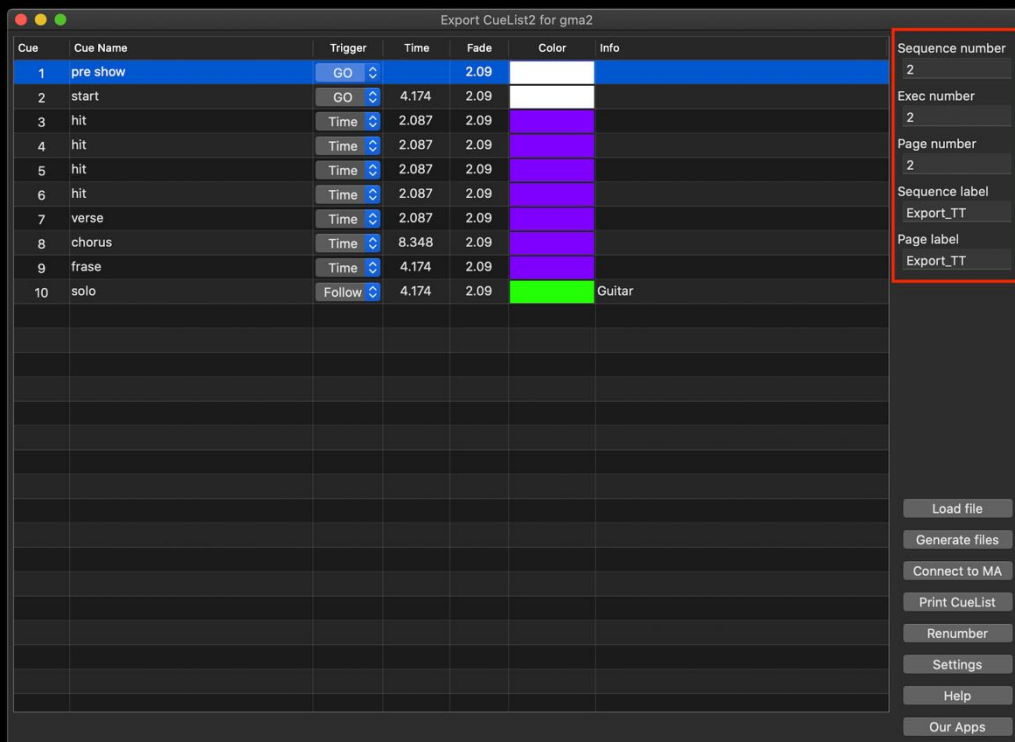 Export CueList2 for gma2
Cue Cue Name Trigger Time Fade Color Info
1 pre show GO 2.09
2 start GO 4.174 2.09
3 hit Time 2.087 2.09
4 hit Time 2.087 2.09
5 hit Time 2.087 2.09
6 hit Time 2.087 2.09
7 verse Time 2.087 2.09
8 chorus Time 8.348 2.09
9 frase Time 4.174 2.09
10 solo Follow 4.174 2.09 Guitar
Sequence number
2
Exec number
2
Page number
2
Sequence label
Export_TT
Page label
Export_TT
Load file
Generate files
Connect to MA
Print CueList
Renumber
Settings
Help
Our Apps